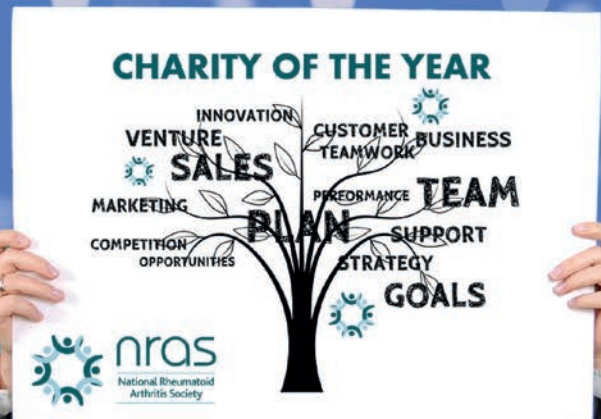 CHARITY OF THE YEAR
INNOVATION
VENTURE
CUSTOMER
BUSINESS
TEAMWORK
SALES
PERFORMANCE
TEAM
MARKETING
PLAN
SUPPORT
COMPETITION
OPPORTUNITIES
STRATEGY
GOALS
nras
National Rheumatoid
Arthritis Society